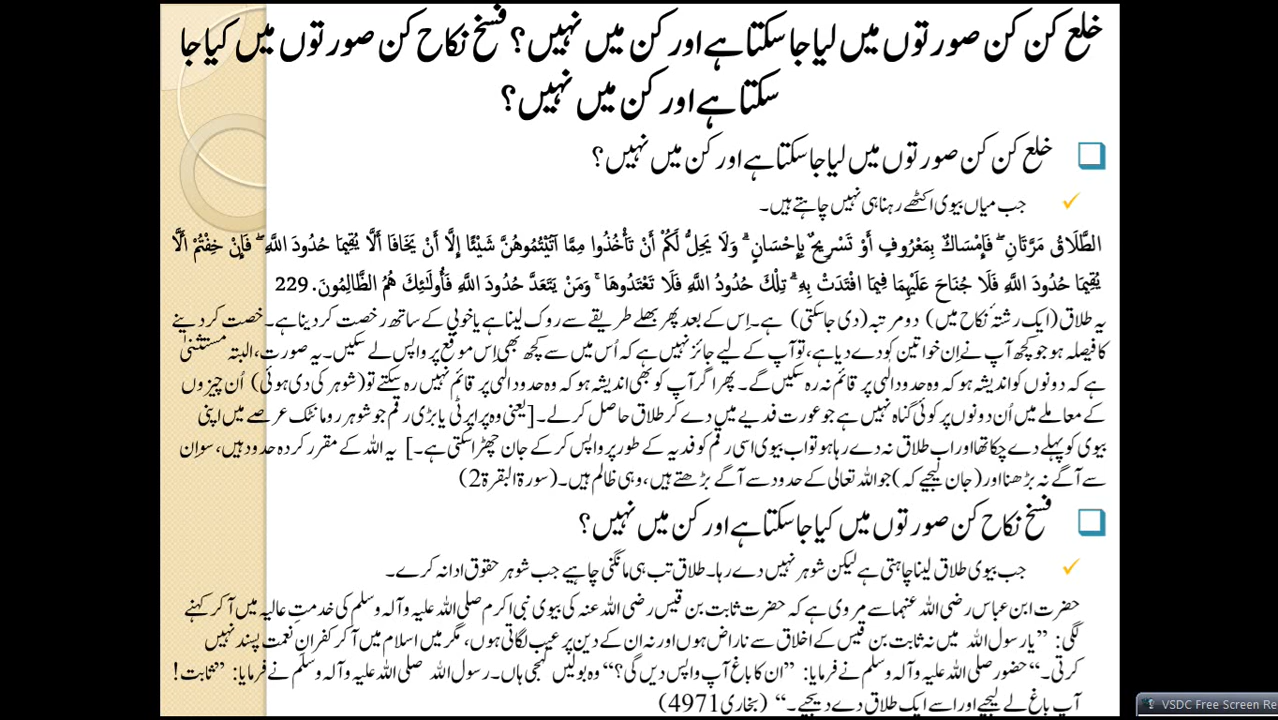 خلع کن کن صورتوں میں لیا جا سکتا ہے اور کن میں نہیں؟ فسخ نکاح کن صورتوں میں کیا جا
سکتا ہے اور کن میں نہیں؟
خلع کن کن صورتوں میں لیا جا سکتا ہے اور کن میں نہیں؟
جب میاں بیوی اکٹھے رہنا ہی نہیں چاہتے ہیں۔
الطَّلَاقُ مَرَّتَانِ ۖ فَإِمْسَاكٌ بِمَعْرُوفٍ أَوْ تَسْرِيحٌ بِإِحْسَانٍ ۗ وَلَا يَحِلُّ لَكُمْ أَنْ تَأْخُذُوا مِمَّا آتَيْتُمُوهُنَّ شَيْئًا إِلَّا أَنْ يَخَافَا أَلَّا يُقِيمَا حُدُودَ اللَّهِ ۖ فَإِنْ خِفْتُمْ أَلَّا
يُقِيمَا حُدُودَ اللَّهِ فَلَا جُنَاحَ عَلَيْهِمَا فِيمَا افْتَدَتْ بِهِ ۗ تِلْكَ حُدُودُ اللَّهِ فَلَا تَعْتَدُوهَا ۚ وَمَنْ يَتَعَدَّ حُدُودَ اللَّهِ فَأُولَٰئِكَ هُمُ الظَّالِمُونَ. 229
یہ طلاق (ایک رشتۂ نکاح میں) دو مرتبہ (دی جا سکتی) ہے۔ اِس کے بعد پھر بھلے طریقے سے روک لینا ہے یا خوبی کے ساتھ رخصت کر دینا ہے۔ خصت کر دینے
کا فیصلہ ہو جو کچھ آپ نے اِن خواتین کو دے دیا ہے، تو آپ کے لیے جائز نہیں ہے کہ اُس میں سے کچھ بھی اِس موقع پر واپس لے سکیں۔ یہ صورت، البتہ مستثنیٰ
ہے کہ دونوں کو اندیشہ ہو کہ وہ حدود الٰہی پر قائم نہ رہ سکیں گے۔ پھر اگر آپ کو بھی اندیشہ ہو کہ وہ حدود الٰہی پر قائم نہیں رہ سکتے تو (شوہر کی دی ہوئی) اُن چیزوں
کے معاملے میں اُن دونوں پر کوئی گناہ نہیں ہے جو عورت فدیے میں دے کر طلاق حاصل کر لے۔ [یعنی وہ پراپرٹی یا بڑی رقم جو شوہر رومانٹک عرصے میں اپنی
بیوی کو پہلے دے چکا تھا اور اب طلاق نہ دے رہا ہو تو اب بیوی اسی رقم کو فدیہ کے طور پر واپس کر کے جان چھڑا سکتی ہے۔] یہ اللہ کے مقرر کردہ حدود ہیں، سو اِن
سے آگے نہ بڑھنا اور (جان لیجیے کہ) جو اللہ تعالی کے حدود سے آگے بڑھتے ہیں، وہی ظالم ہیں۔ (سورۃ البقرۃ 2)
فسخ نکاح کن صورتوں میں کیا جا سکتا ہے اور کن میں نہیں؟
جب بیوی طلاق لینا چاہتی ہے لیکن شوہر نہیں دے رہا۔ طلاق تب ہی مانگنی چاہیے جب شوہر حقوق ادا نہ کرے۔
حضرت ابن عباس رضی اللہ عنہما سے مروی ہے کہ حضرت ثابت بن قیس رضی اللہ عنہ کی بیوی نبی اکرم صلی اللہ علیہ وآلہ وسلم کی خدمتِ عالیہ میں آ کر کہنے
لگی: ”یا رسول اللہ میں نہ ثابت بن قیس کے اخلاق سے ناراض ہوں اور نہ ان کے دین پر عیب لگاتی ہوں، مگر میں اسلام میں آ کر کفرانِ نعمت پسند نہیں
کرتی۔“ حضور صلی اللہ علیہ وآلہ وسلم نے فرمایا: ”ان کا باغ آپ واپس دیں گی؟“ وہ بولیں کہ جی ہاں۔ رسول اللہ صلی اللہ علیہ وآلہ وسلم نے فرمایا: ”ثابت!
آپ باغ لے لیجیے اور اسے ایک طلاق دے دیجیے۔“ (بخاری 4971)
VSDC Free Screen Re